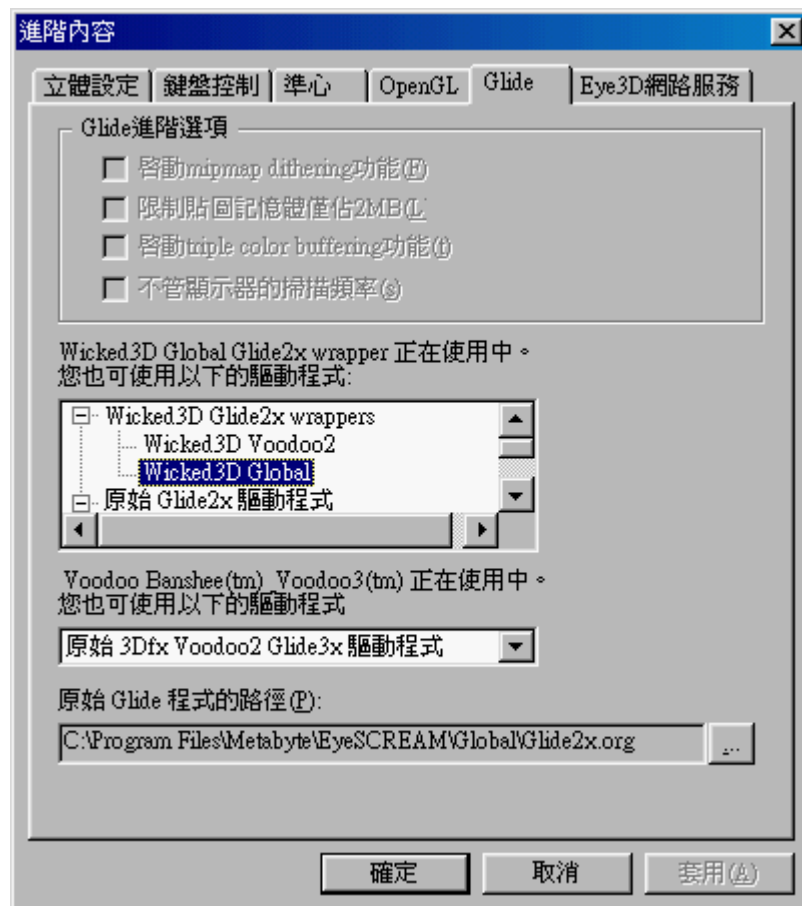 進階內容
立體設定 鍵盤控制 準心 OpenGL Glide Eye3D網路服務
Glide進階選項
啓動mipmap dithering功能(F)
限制貼圖記憶體僅佔2MB(L
啓動triple color buffering功能(t)
不管顯示器的掃描頻率(s)
Wicked3D Global Glide2x wrapper 正在使用中。
您也可使用以下的驅動程式:
Wicked3D Glide2x wrappers
Wicked3D Voodoo2
Wicked3D Global
原始 Glide2x 驅動程式
Voodoo Banshee(tm)_Voodoo3(tm) 正在使用中。
您也可使用以下的驅動程式
原始 3Dfx Voodoo2 Glide3x 驅動程式
原始 Glide 程式的路徑(P):
C:\Program Files\Metabyte\EyeSCREAM\Global\Glide2x.org
...
確定 取消 套用(A)